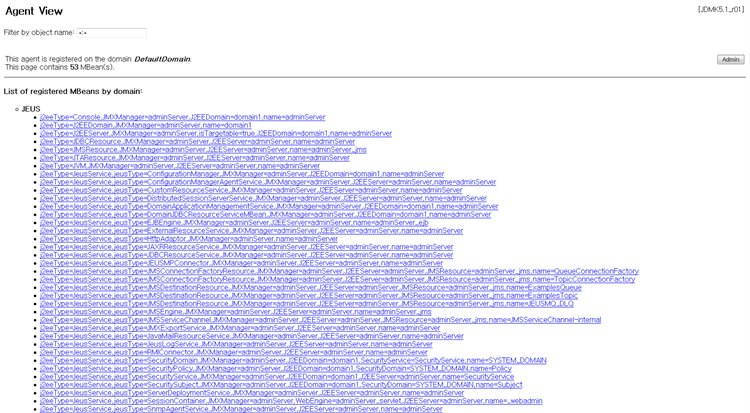 Agent View
[JDMK5.1_r01]
Filter by object name: *:*
This agent is registered on the domain DefaultDomain.
This page contains 53 MBean(s).
Admin
List of registered MBeans by domain:
JEUS
j2eeType=Console,JMXManager=adminServer,J2EEDomain=domain1,name=adminServer
j2eeType=J2EEDomain,JMXManager=adminServer,name=domain1
j2eeType=J2EEServer,JMXManager=adminServer,isTargetable=true,J2EEDomain=domain1,name=adminServer
j2eeType=JDBCResource,JMXManager=adminServer,J2EEServer=adminServer,name=adminServer
j2eeType=JMSResource,JMXManager=adminServer,J2EEServer=adminServer,name=adminServer_jms
j2eeType=JTAResource,JMXManager=adminServer,J2EEServer=adminServer,name=adminServer
j2eeType=JVM,JMXManager=adminServer,J2EEServer=adminServer,name=adminServer
j2eeType=JeusService,jeusType=ConfigurationManager,JMXManager=adminServer,J2EEDomain=domain1,name=adminServer
j2eeType=JeusService,jeusType=ConfigurationManagerAgentService,JMXManager=adminServer,J2EEServer=adminServer,name=adminServer
j2eeType=JeusService,jeusType=CustomResourceService,JMXManager=adminServer,J2EEServer=adminServer,name=adminServer
j2eeType=JeusService,jeusType=DistributedSessionServerService,JMXManager=adminServer,J2EEServer=adminServer,name=adminServer
j2eeType=JeusService,jeusType=DomainApplicationManagementService,JMXManager=adminServer,J2EEDomain=domain1,name=adminServer
j2eeType=JeusService,jeusType=DomainJDBCResourceServiceMBean,JMXManager=adminServer,J2EEDomain=domain1,name=adminServer
j2eeType=JeusService,jeusType=EJBEngine,JMXManager=adminServer,J2EEServer=adminServer,name=adminServer_ejb
j2eeType=JeusService,jeusType=ExternalResourceService,JMXManager=adminServer,J2EEServer=adminServer,name=adminServer
j2eeType=JeusService,jeusType=HttpAdaptor,JMXManager=adminServer,name=adminServer
j2eeType=JeusService,jeusType=JAXRResourceService,JMXManager=adminServer,J2EEServer=adminServer,name=adminServer
j2eeType=JeusService,jeusType=JDBCResourceService,JMXManager=adminServer,J2EEServer=adminServer,name=adminServer
j2eeType=JeusService,jeusType=JEUSMPConnector,JMXManager=adminServer,J2EEServer=adminServer,name=adminServer
j2eeType=JeusService,jeusType=JMSConnectionFactoryResource,JMXManager=adminServer,J2EEServer=adminServer,JMSResource=adminServer_jms,name=QueueConnectionFactory
j2eeType=JeusService,jeusType=JMSConnectionFactoryResource,JMXManager=adminServer,J2EEServer=adminServer,JMSResource=adminServer_jms,name=TopicConnectionFactory
j2eeType=JeusService,jeusType=JMSDestinationResource,JMXManager=adminServer,J2EEServer=adminServer,JMSResource=adminServer_jms,name=ExamplesQueue
j2eeType=JeusService,jeusType=JMSDestinationResource,JMXManager=adminServer,J2EEServer=adminServer,JMSResource=adminServer_jms,name=ExamplesTopic
j2eeType=JeusService,jeusType=JMSDestinationResource,JMXManager=adminServer,J2EEServer=adminServer,JMSResource=adminServer_jms,name=JEUSMQ_DLQ
j2eeType=JeusService,jeusType=JMSEngine,JMXManager=adminServer,J2EEServer=adminServer,name=adminServer_jms
j2eeType=JeusService,jeusType=JMSServiceChannel,JMXManager=adminServer,J2EEServer=adminServer,JMSResource=adminServer_jms,name=JMSServiceChannel-internal
j2eeType=JeusService,jeusType=JMXExportService,JMXManager=adminServer,J2EEServer=adminServer,name=adminServer
j2eeType=JeusService,jeusType=JavaMailResourceService,JMXManager=adminServer,J2EEServer=adminServer,name=adminServer
j2eeType=JeusService,jeusType=JeusLogService,JMXManager=adminServer,J2EEServer=adminServer,name=adminServer
j2eeType=JeusService,jeusType=RMIConnector,JMXManager=adminServer,J2EEServer=adminServer,name=adminServer
j2eeType=JeusService,jeusType=SecurityDomain,JMXManager=adminServer,J2EEDomain=domain1,SecurityService=SecurityService,name=SYSTEM_DOMAIN
j2eeType=JeusService,jeusType=SecurityPolicy,JMXManager=adminServer,J2EEDomain=domain1,SecurityDomain=SYSTEM_DOMAIN,name=Policy
j2eeType=JeusService,jeusType=SecurityService,JMXManager=adminServer,J2EEDomain=domain1,J2EEServer=adminServer,name=SecurityService
j2eeType=JeusService,jeusType=SecuritySubject,JMXManager=adminServer,J2EEDomain=domain1,SecurityDomain=SYSTEM_DOMAIN,name=Subject
j2eeType=JeusService,jeusType=ServerDeploymentService,JMXManager=adminServer,J2EEServer=adminServer,name=adminServer
j2eeType=JeusService,jeusType=SessionContainer,JMXManager=adminServer,WebEngine=adminServer_servlet,J2EEServer=adminServer,name=_webadmin
j2eeType=JeusService,jeusType=SnmpAgentService,JMXManager=adminServer,J2EEServer=adminServer,name=adminServer